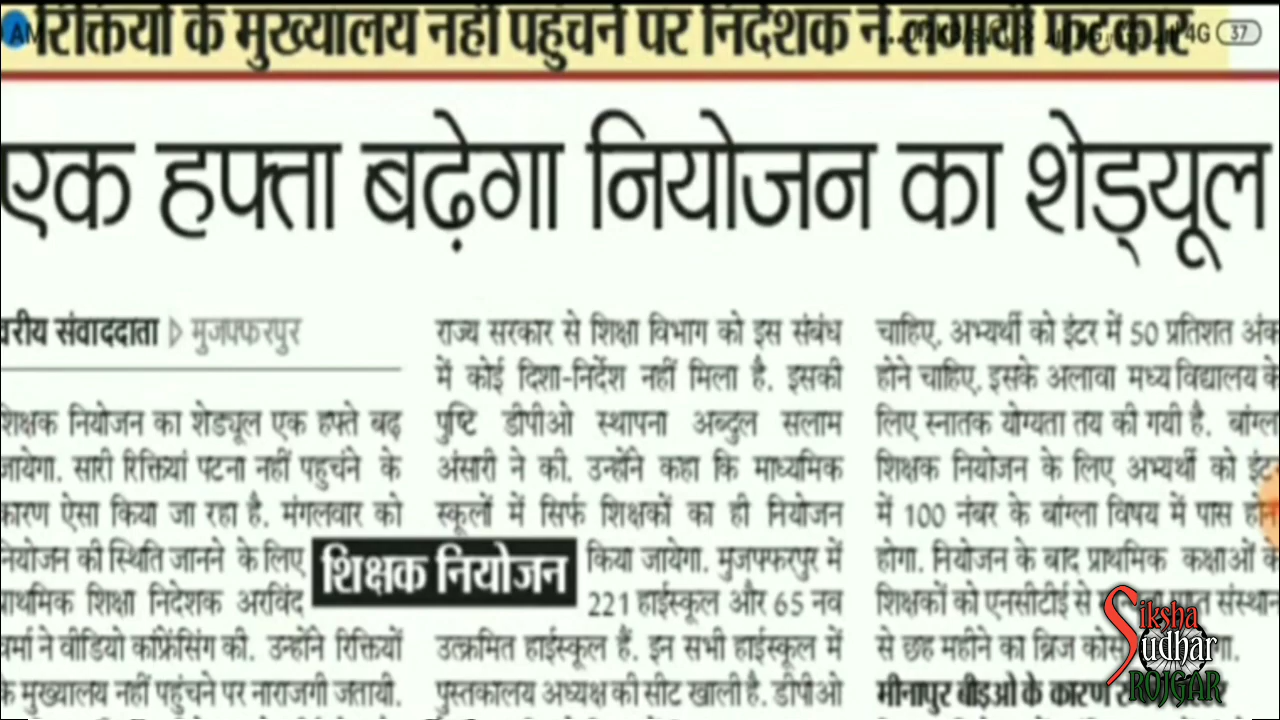 रिक्तियों के मुख्यालय नहीं पहुंचने पर निदेशक ने लगायी फटकार
4G 37
एक हफ्ता बढ़ेगा नियोजन का शेड्यूल
वरीय संवाददाता मुजफ्फरपुर
शिक्षक नियोजन का शेड्यूल एक हफ्ते बढ़
जायेगा. सारी रिक्तियां पटना नहीं पहुचंने के
कारण ऐसा किया जा रहा है. मंगलवार को
नियोजन की स्थिति जानने के लिए
प्राथमिक शिक्षा निदेशक अरविंद
वर्मा ने वीडियो कॉफ्रेंसिंग की. उन्होंने रिक्तियों
के मुख्यालय नहीं पहुंचने पर नाराजगी जतायी.
शिक्षक नियोजन
राज्य सरकार से शिक्षा विभाग को इस संबंध
में कोई दिशा-निर्देश नहीं मिला है. इसकी
पुष्टि डीपीओ स्थापना अब्दुल सलाम
अंसारी ने की. उन्होंने कहा कि माध्यमिक
स्कूलों में सिर्फ शिक्षकों का ही नियोजन
किया जायेगा. मुजफ्फरपुर में
221 हाईस्कूल और 65 नव
उत्क्रमित हाईस्कूल हैं. इन सभी हाईस्कूल में
पुस्तकालय अध्यक्ष की सीट खाली है. डीपीओ
चाहिए. अभ्यर्थी को इंटर में 50 प्रतिशत अंक
होने चाहिए. इसके अलावा मध्य विद्यालय के
लिए स्नातक योग्यता तय की गयी है. बांग्ला
शिक्षक नियोजन के लिए अभ्यर्थी को इंटर
में 100 नंबर के बांग्ला विषय में पास होना
होगा. नियोजन के बाद प्राथमिक कक्षाओं के
शिक्षकों को एनसीटीई से संस्थान
से छह महीने का ब्रिज कोर्स
मीनापुर बीइओ के कारण
Siksha
Sudhar
ROJGAR